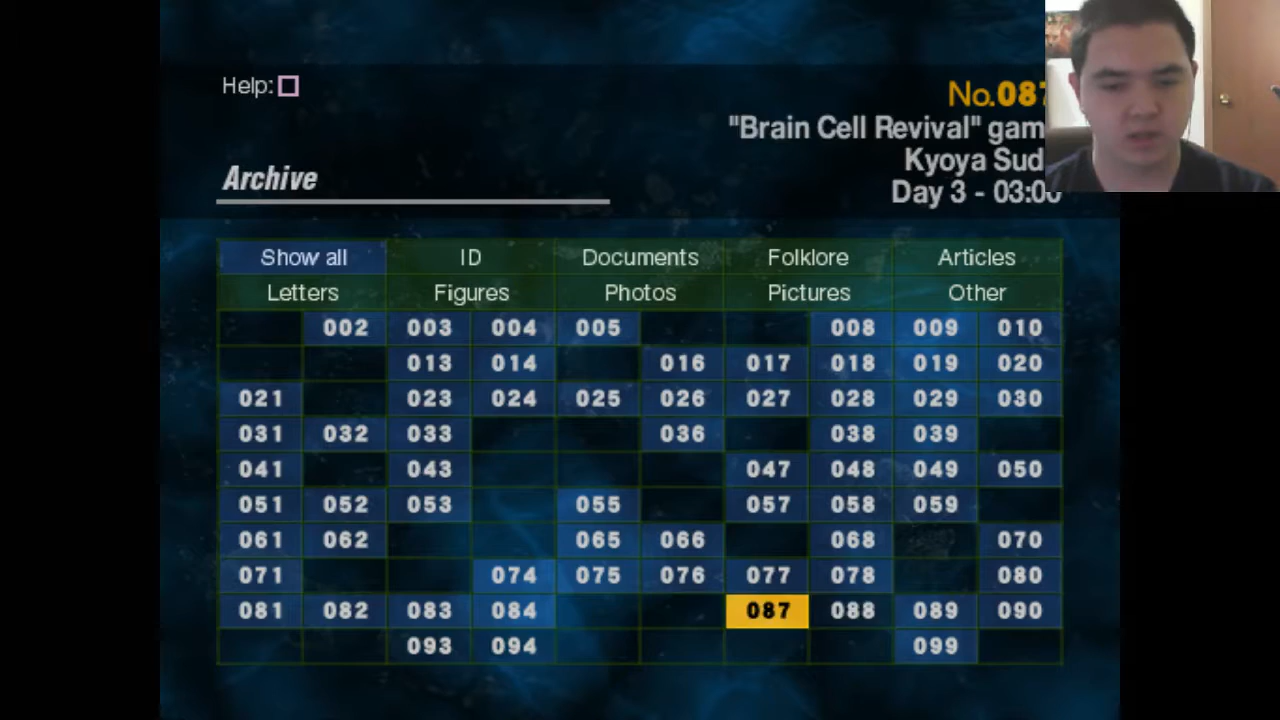 Help:
No.087
"Brain Cell Revival" gam
Kyoya Sud
Archive
Day 3 - 03:00
Show all ID Documents Folklore Articles
Letters Figures Photos Pictures Other
002 003 004 005 008 009 010
013 014 016 017 018 019 020
021 023 024 025 026 027 028 029 030
031 032 033 036 038 039
041 043 047 048 049 050
051 052 053 055 057 058 059
061 062 065 066 068 070
071 074 075 076 077 078 080
081 082 083 084 087 088 089 090
093 094 099